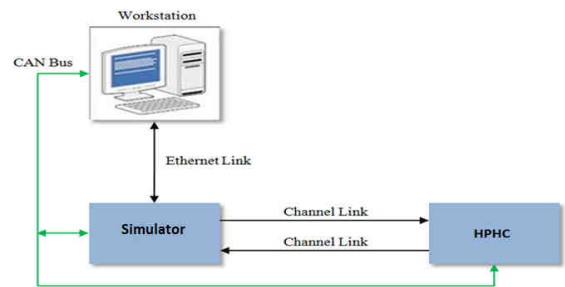 Workstation
CAN Bus
Ethernet Link
Simulator
Channel Link
Channel Link
HPHC